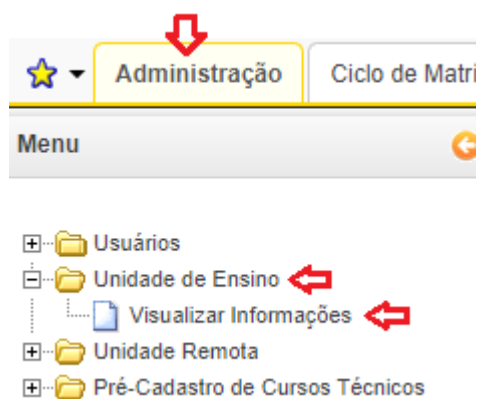 Administração
Ciclo de Matri
Menu
Usuários
Unidade de Ensino
Visualizar Informações
Unidade Remota
Pré-Cadastro de Cursos Técnicos